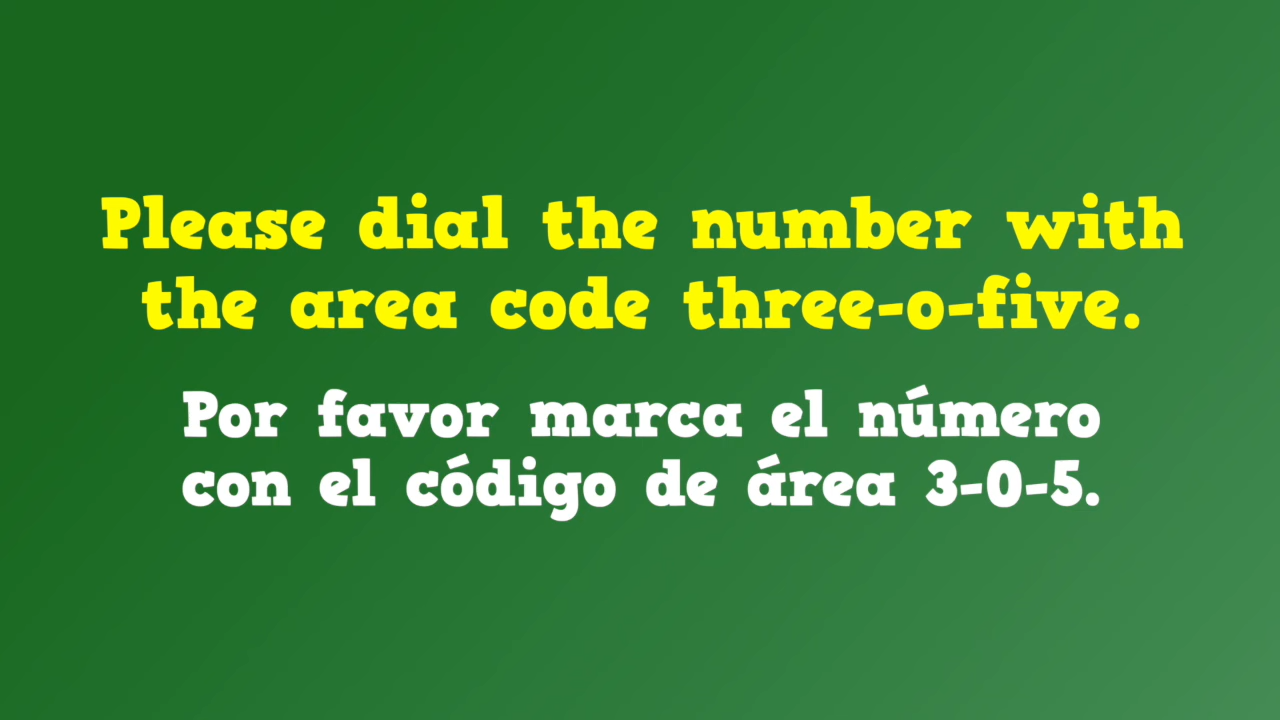 Please dial the number with
the area code three-o-five.
Por favor marca el número
con el código de área 3-0-5.